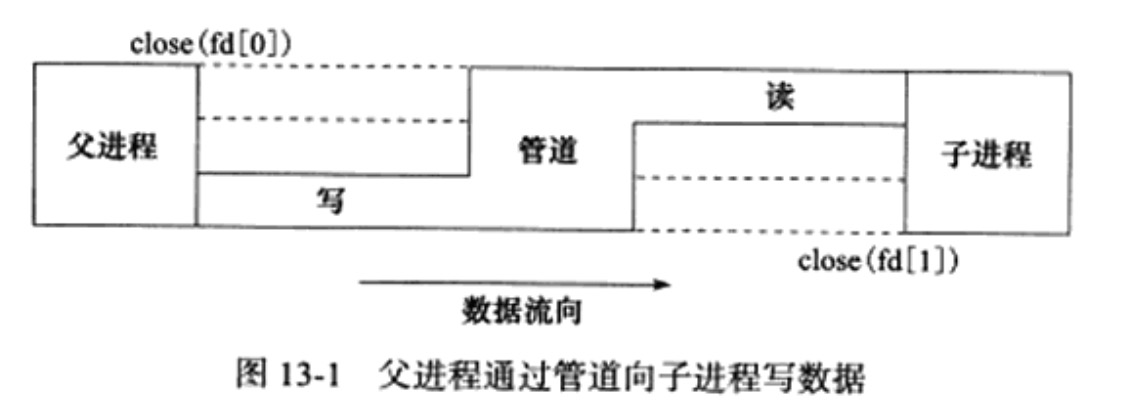 close(fd[0])
读
父进程
管道
子进程
写
close(fd[1])
数据流向
图 13-1 父进程通过管道向子进程写数据